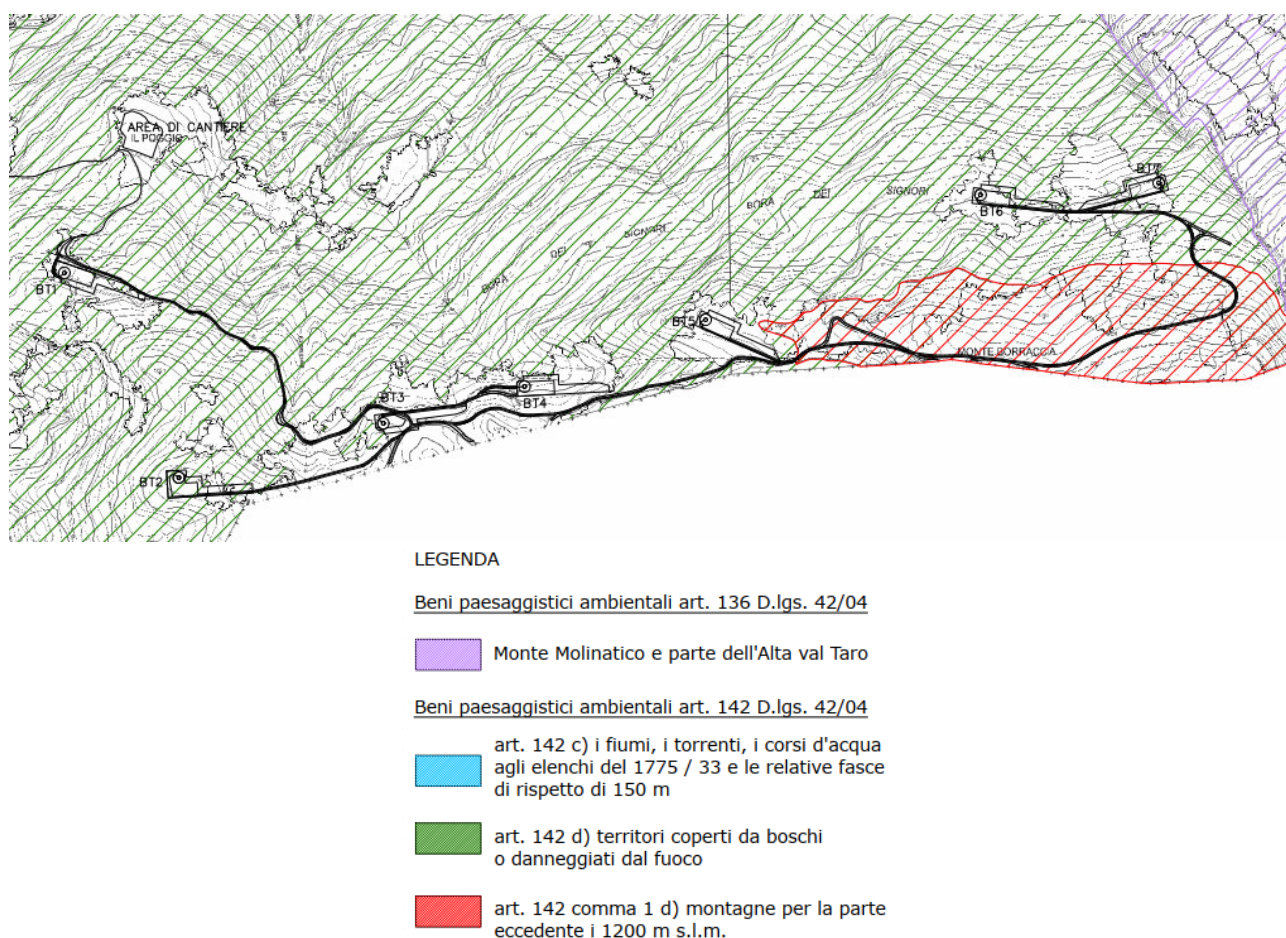 AREA DI CANTIERE
IL POGGIO
BT7
BT6
BORA DEI SIGNORI
BORA DEI SIGNORI
BT1
BT5
MONTE BORRACCIA
BT3
BT4
BT2
LEGENDA
Beni paesaggistici ambientali art. 136 D.lgs. 42/04
Monte Molinatico e parte dell'Alta val Taro
Beni paesaggistici ambientali art. 142 D.lgs. 42/04
art. 142 c) i fiumi, i torrenti, i corsi d'acqua
agli elenchi del 1775 / 33 e le relative fasce
di rispetto di 150 m
art. 142 d) territori coperti da boschi
o danneggiati dal fuoco
art. 142 comma 1 d) montagne per la parte
eccedente i 1200 m s.l.m.